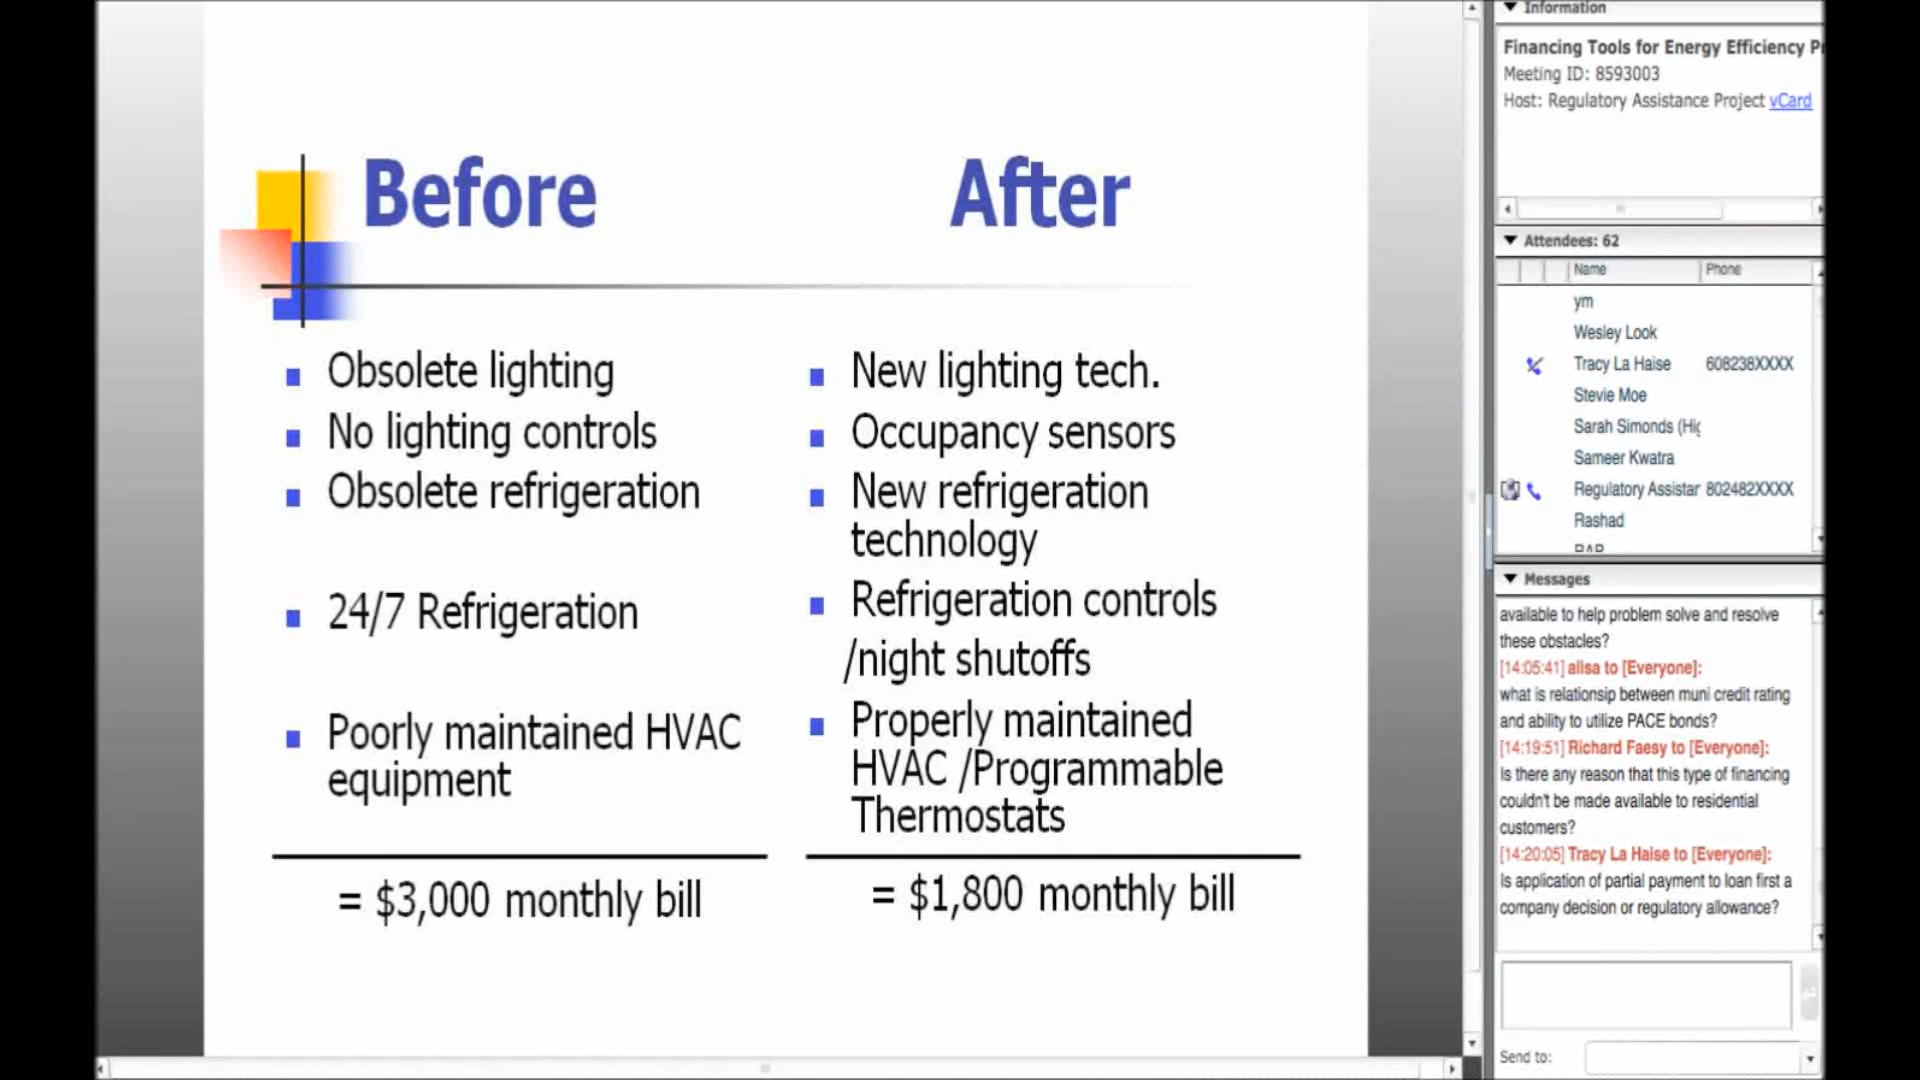 Before
After
Obsolete lighting
No lighting controls
Obsolete refrigeration
24/7 Refrigeration
Poorly maintained HVAC
equipment
= $3,000 monthly bill
New lighting tech.
Occupancy sensors
New refrigeration
technology
Refrigeration controls
/night shutoffs
Properly maintained
HVAC /Programmable
Thermostats
= $1,800 monthly bill
Information
Financing Tools for Energy Efficiency Pr
Meeting ID: 8593003
Host: Regulatory Assistance Project vCard
Attendees: 62
Name Phone
ym
Wesley Look
Tracy La Haise 608238XXXX
Stevie Moe
Sarah Simonds (Hig
Sameer Kwatra
Regulatory Assistar 802482XXXX
Rashad
Messages
available to help problem solve and resolve
these obstacles?
[14:05:41] alisa to [Everyone]:
what is relationsip between muni credit rating
and ability to utilize PACE bonds?
[14:19:51] Richard Faesy to [Everyone]:
Is there any reason that this type of financing
couldn't be made available to residential
customers?
[14:20:05] Tracy La Haise to [Everyone]:
Is application of partial payment to loan first a
company decision or regulatory allowance?
Send to: